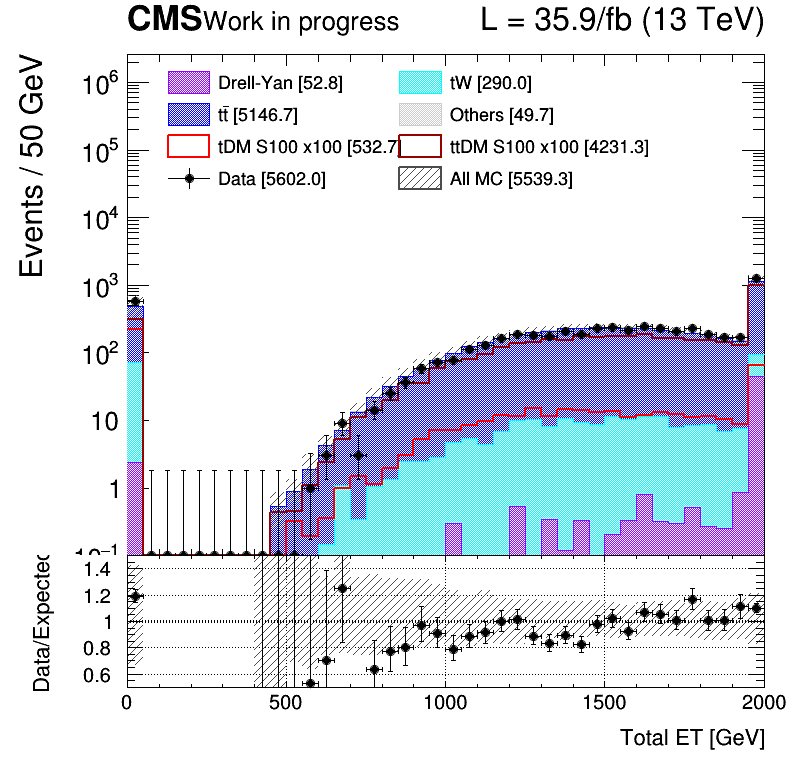 CMS Work in progress L = 35.9/fb (13 TeV)
Events / 50 GeV
Drell-Yan [52.8] tW [290.0]
tt̄ [5146.7] Others [49.7]
tDM S100 x100 [532.7] ttDM S100 x100 [4231.3]
Data [5602.0] All MC [5539.3]
10⁶
10⁵
10⁴
10³
10²
10
1
10⁻¹
Data/Expected
1.4
1.2
1
0.8
0.6
0 500 1000 1500 2000
Total ET [GeV]